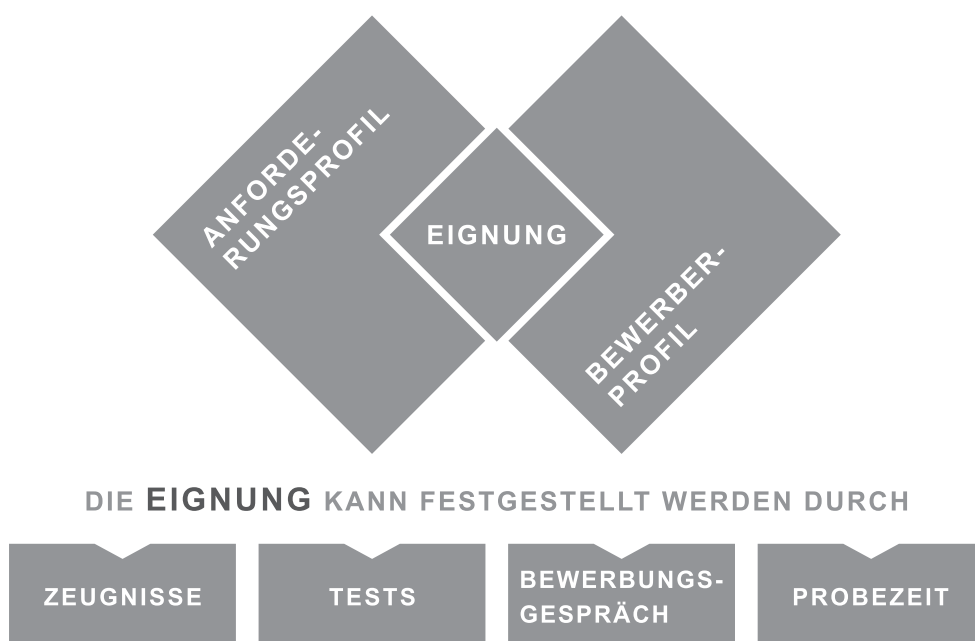 ANFORDE-
RUNGSPROFIL
EIGNUNG
BEWERBER-
PROFIL
DIE EIGNUNG KANN FESTGESTELLT WERDEN DURCH
ZEUGNISSE
TESTS
BEWERBUNGS-
GESPRÄCH
PROBEZEIT